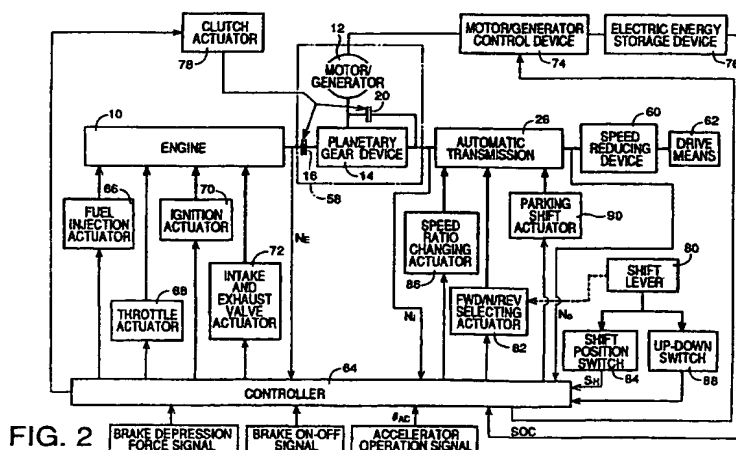 CLUTCH
ACTUATOR
78
12
MOTOR/
GENERATOR
20
MOTOR/GENERATOR
CONTROL DEVICE
74
ELECTRIC ENERGY
STORAGE DEVICE
76
10
ENGINE
16
PLANETARY
GEAR DEVICE
14
58
26
AUTOMATIC
TRANSMISSION
60
SPEED
REDUCING
DEVICE
62
DRIVE
MEANS
66
FUEL
INJECTION
ACTUATOR
70
IGNITION
ACTUATOR
72
INTAKE
AND
EXHAUST
VALVE
ACTUATOR
68
THROTTLE
ACTUATOR
NE
Ni
SPEED
RATIO
CHANGING
ACTUATOR
86
PARKING
SHIFT
ACTUATOR
90
FWD/N/REV
SELECTING
ACTUATOR
82
No
80
SHIFT
LEVER
SHIFT
POSITION
SWITCH
84
UP-DOWN
SWITCH
88
SH
CONTROLLER
64
θAC
SOC
BRAKE DEPRESSION
FORCE SIGNAL
BRAKE ON-OFF
SIGNAL
ACCELERATOR
OPERATION SIGNAL
FIG. 2